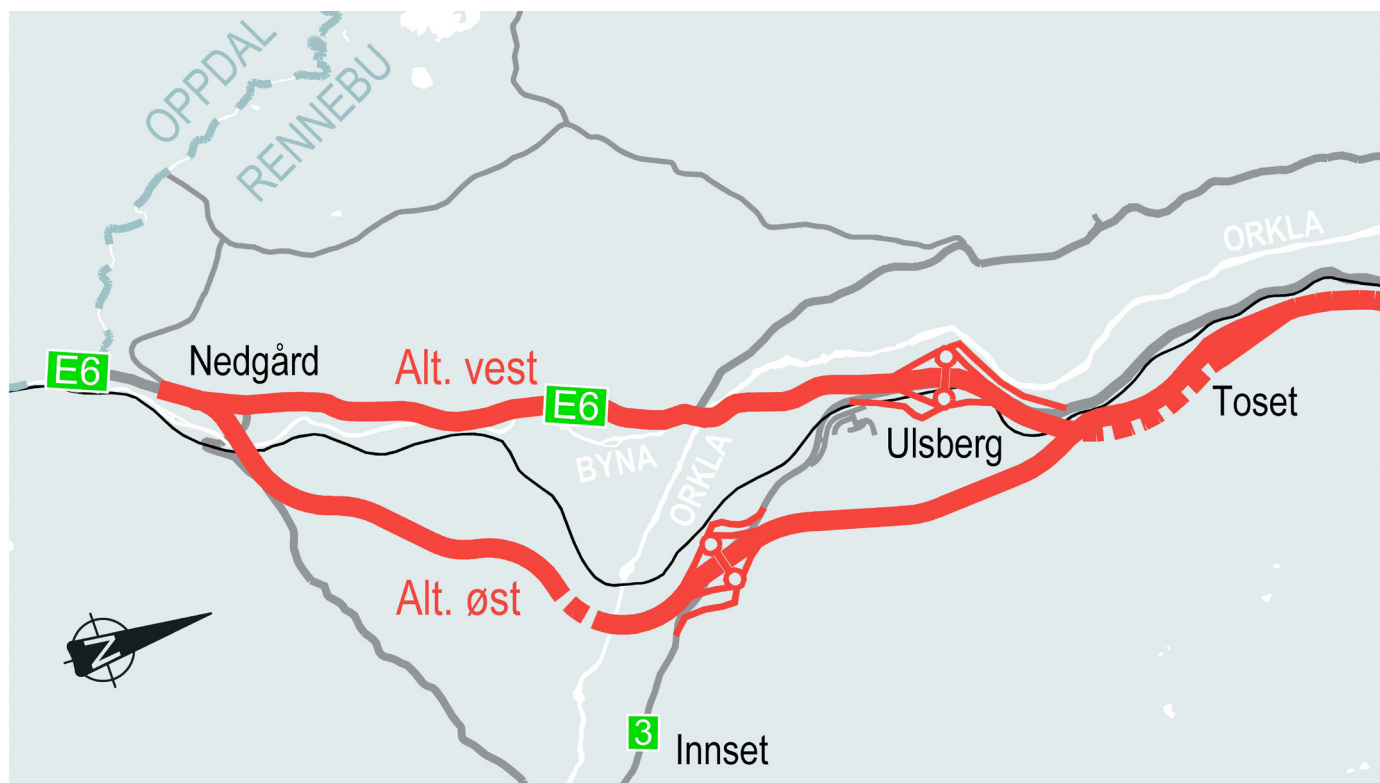 OPPDAL
RENNEBU
ORKLA
E6
Nedgård
Alt. vest
E6
Toset
Ulsberg
BYNA
ORKLA
Alt. øst
N
3
Innset